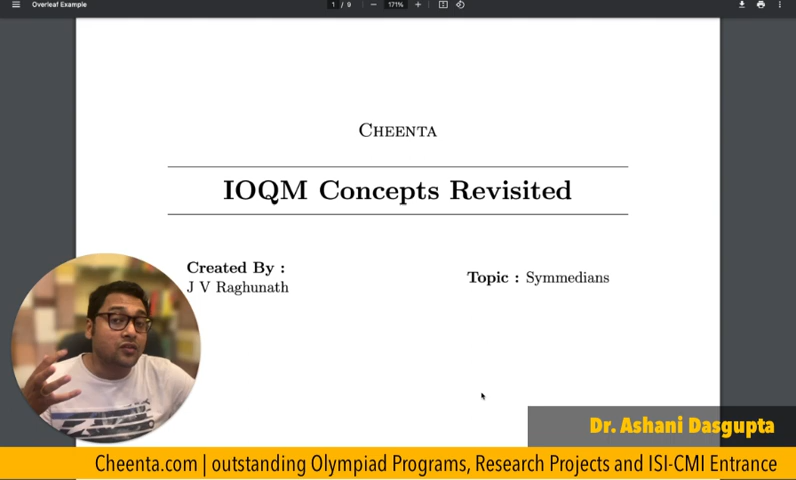 Overleaf Example
1 / 9 — 171% +
CHEENTA
IOQM Concepts Revisited
Created By :
J V Raghunath
Topic : Symmedians
Dr. Ashani Dasgupta
Cheenta.com | outstanding Olympiad Programs, Research Projects and ISI-CMI Entrance